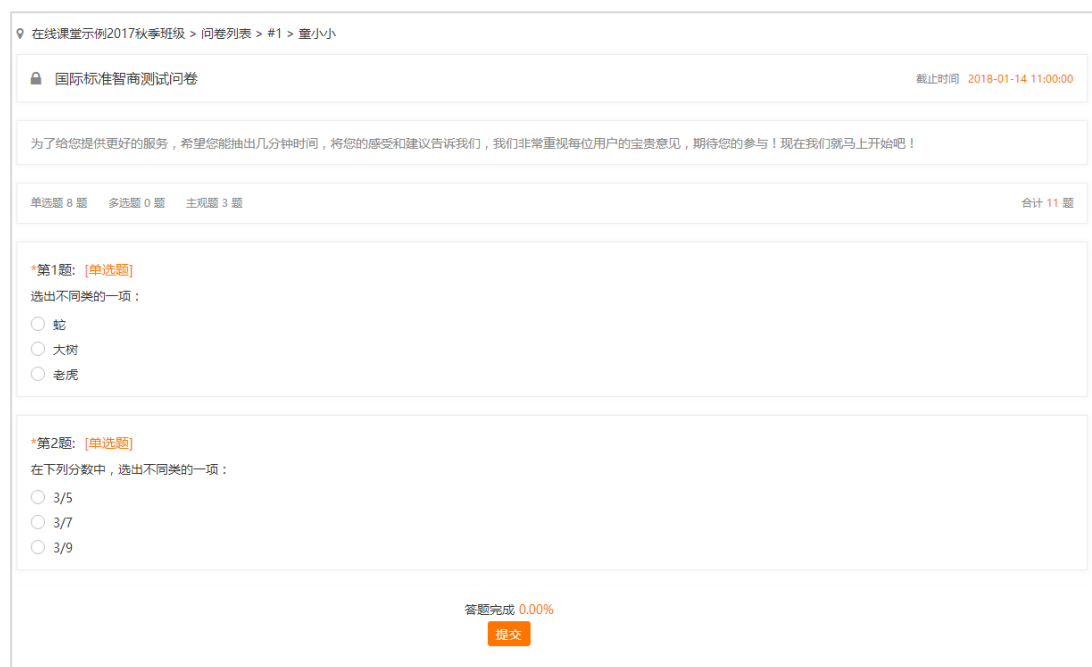 在线课堂示例2017秋季班级 > 问卷列表 > #1 > 童小小
国际标准智商测试问卷 截止时间 2018-01-14 11:00:00
为了给您提供更好的服务，希望您能抽出几分钟时间，将您的感受和建议告诉我们，我们非常重视每位用户的宝贵意见，期待您的参与！现在我们就马上开始吧！
单选题 8 题 多选题 0 题 主观题 3 题 合计 11 题
*第1题: [单选题]
选出不同类的一项：
蛇
大树
老虎
*第2题: [单选题]
在下列分数中，选出不同类的一项：
3/5
3/7
3/9
答题完成 0.00%
提交